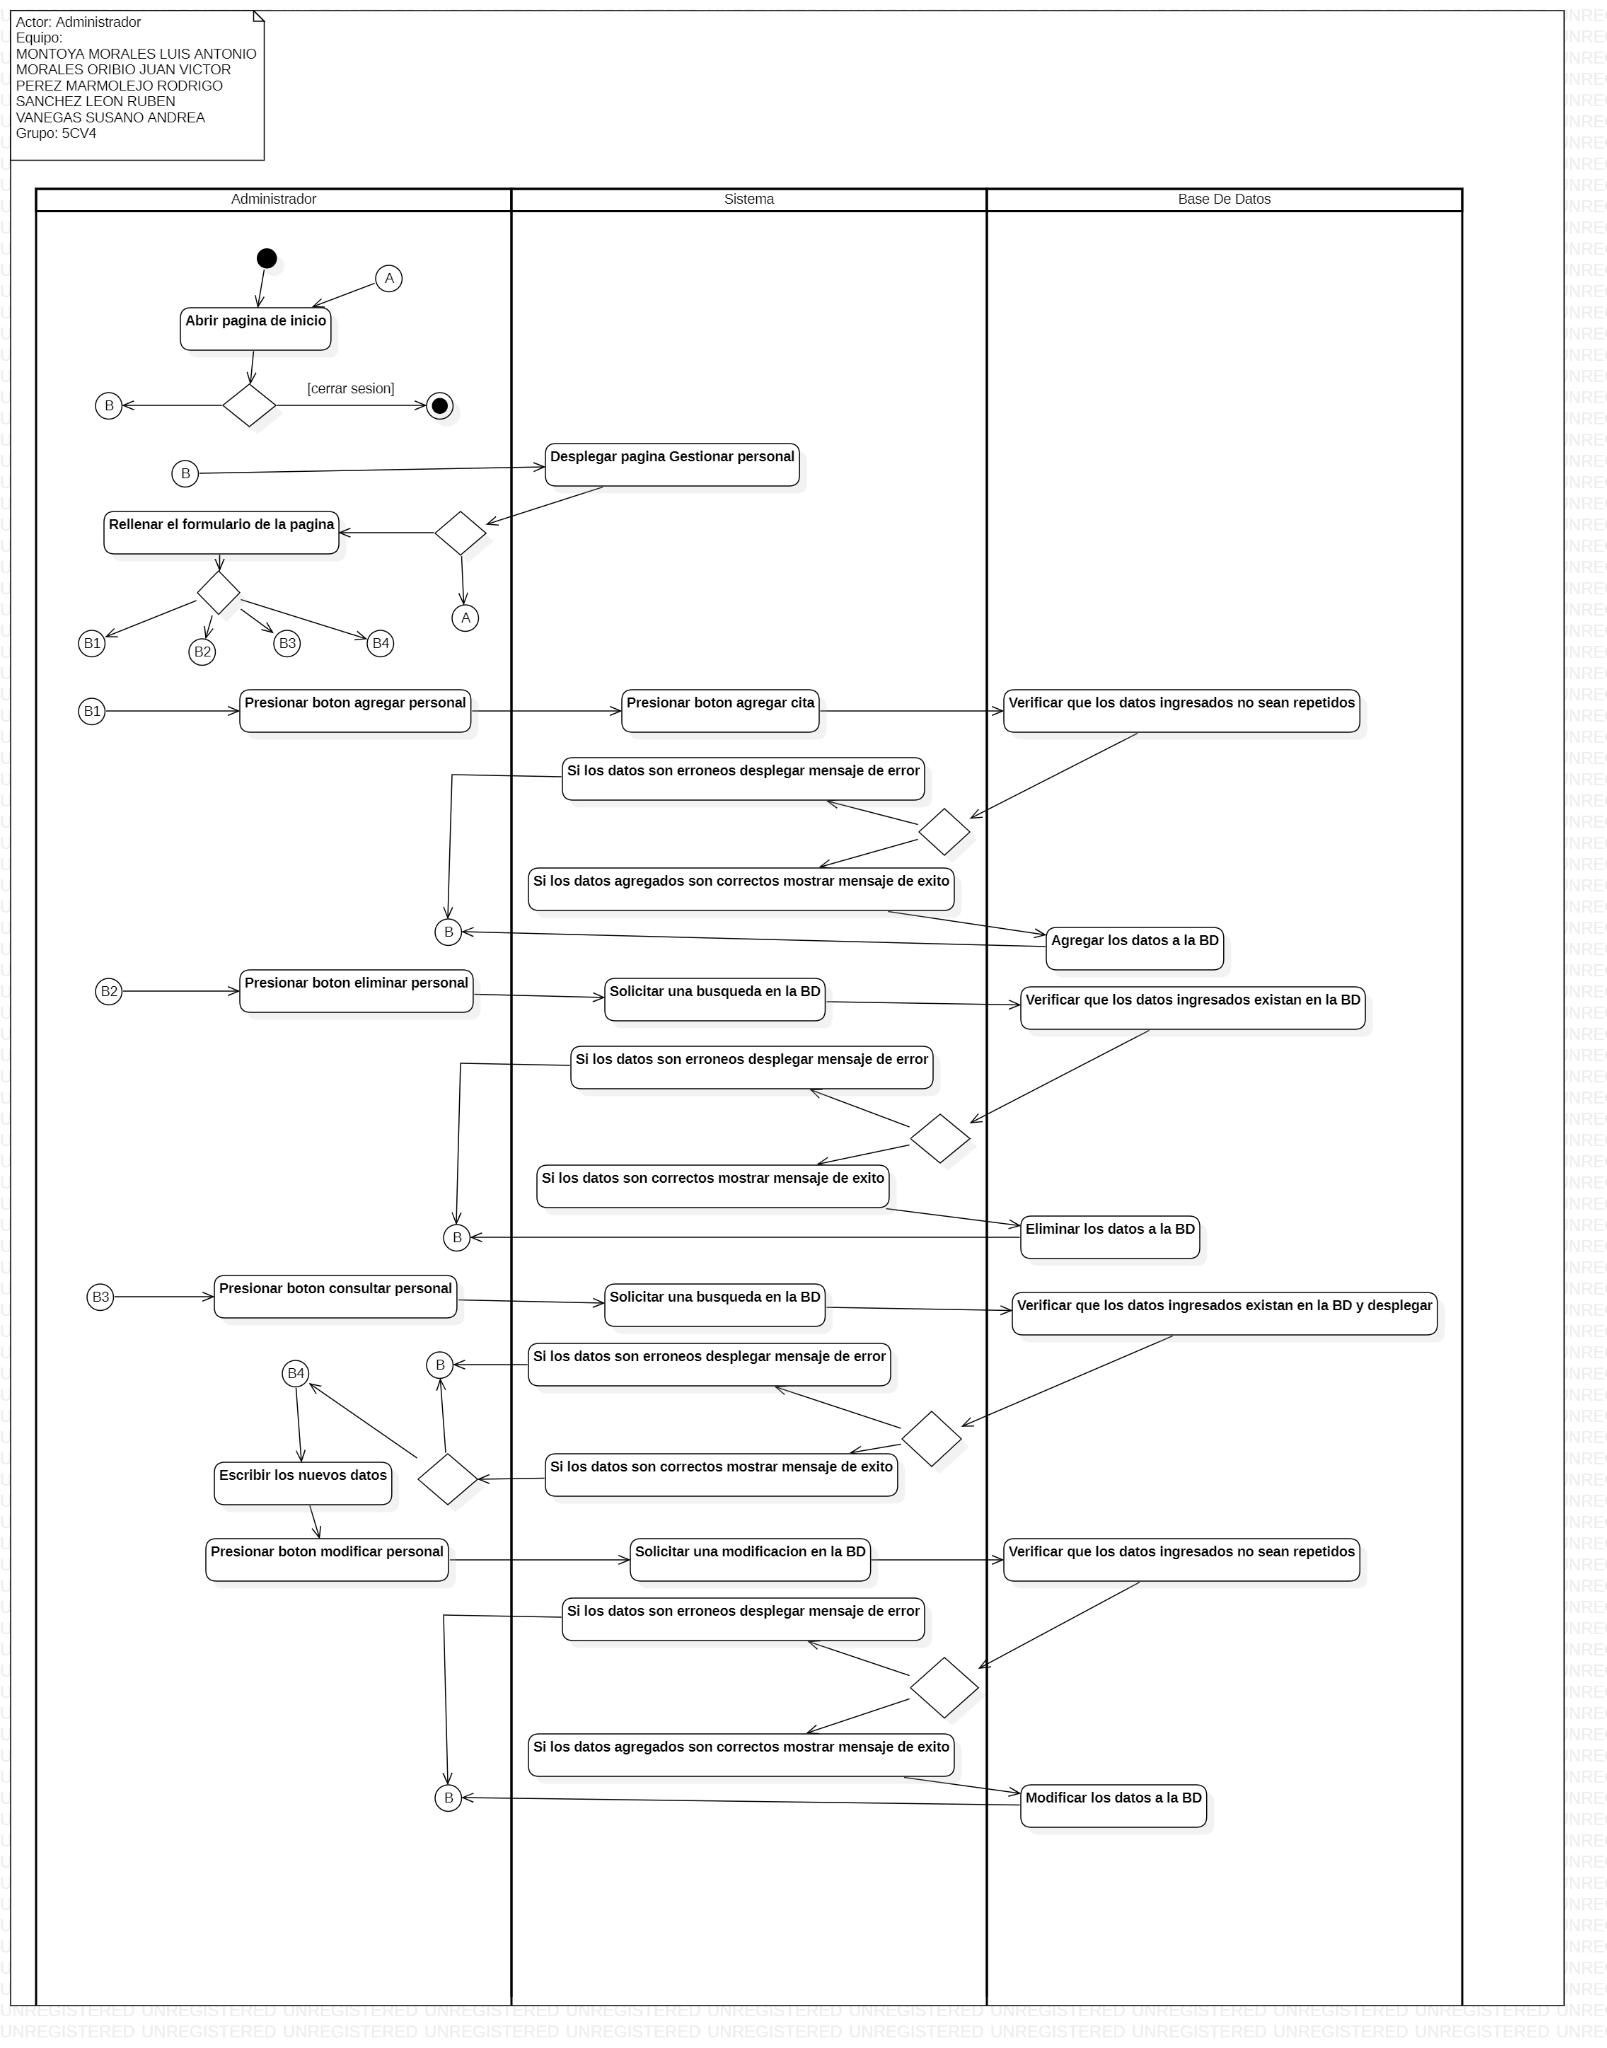 Actor: Administrador
Equipo:
MONTOYA MORALES LUIS ANTONIO
MORALES ORIBIO JUAN VICTOR
PEREZ MARMOLEJO RODRIGO
SANCHEZ LEON RUBEN
VANEGAS SUSANO ANDREA
Grupo: 5CV4
Administrador
Sistema
Base De Datos
A
Abrir pagina de inicio
B
[cerrar sesion]
B
Desplegar pagina Gestionar personal
Rellenar el formulario de la pagina
A
B1
B2
B3
B4
B1
Presionar boton agregar personal
Presionar boton agregar cita
Verificar que los datos ingresados no sean repetidos
Si los datos son erroneos desplegar mensaje de error
Si los datos agregados son correctos mostrar mensaje de exito
B
Agregar los datos a la BD
B2
Presionar boton eliminar personal
Solicitar una busqueda en la BD
Verificar que los datos ingresados existan en la BD
Si los datos son erroneos desplegar mensaje de error
Si los datos son correctos mostrar mensaje de exito
B
Eliminar los datos a la BD
B3
Presionar boton consultar personal
Solicitar una busqueda en la BD
Verificar que los datos ingresados existan en la BD y desplegar
Si los datos son erroneos desplegar mensaje de error
B
B4
Si los datos son correctos mostrar mensaje de exito
Escribir los nuevos datos
Presionar boton modificar personal
Solicitar una modificacion en la BD
Verificar que los datos ingresados no sean repetidos
Si los datos son erroneos desplegar mensaje de error
Si los datos agregados son correctos mostrar mensaje de exito
B
Modificar los datos a la BD
UNREGISTERED UNREGISTERED UNREGISTERED UNREGISTERED UNREGISTERED UNREGISTERED UNREGISTERED UNREGISTERED UNREGISTERED UNREGISTERED UNREGISTERED
UNREGISTERED UNREGISTERED UNREGISTERED UNREGISTERED UNREGISTERED UNREGISTERED UNREGISTERED UNREGISTERED UNREGISTERED UNREGISTERED UNREGISTERED